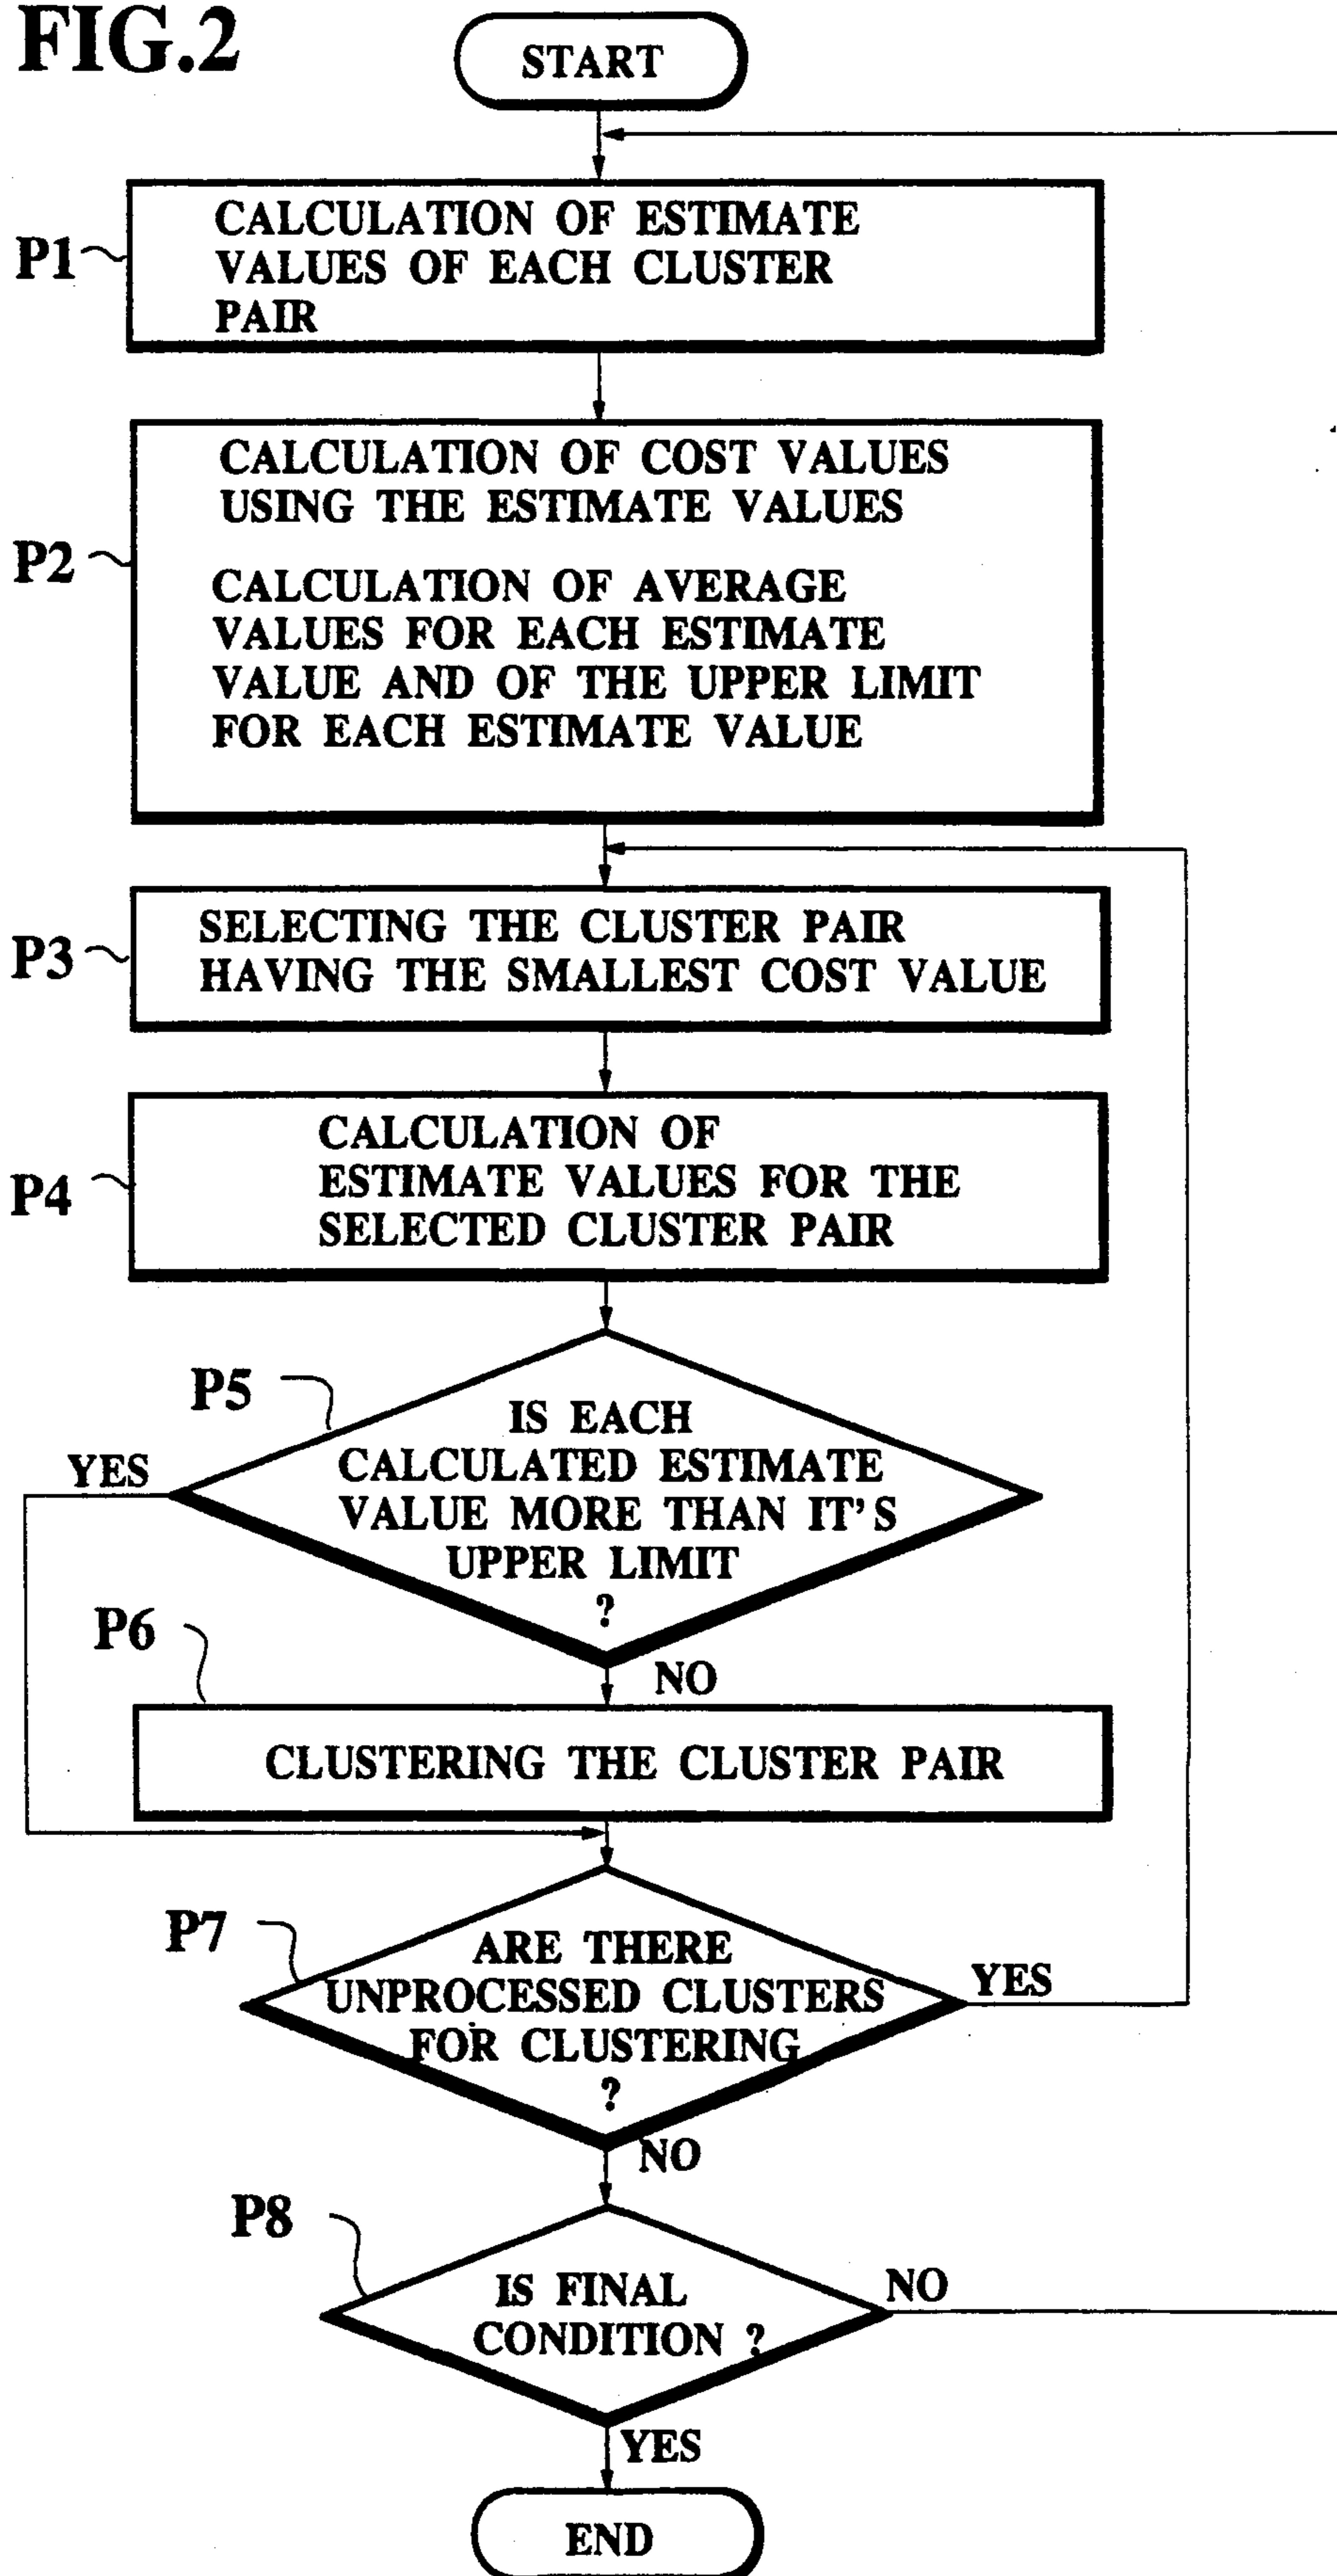 FIG.2
START
P1
CALCULATION OF ESTIMATE
VALUES OF EACH CLUSTER
PAIR
P2
CALCULATION OF COST VALUES
USING THE ESTIMATE VALUES
CALCULATION OF AVERAGE
VALUES FOR EACH ESTIMATE
VALUE AND OF THE UPPER LIMIT
FOR EACH ESTIMATE VALUE
P3
SELECTING THE CLUSTER PAIR
HAVING THE SMALLEST COST VALUE
P4
CALCULATION OF
ESTIMATE VALUES FOR THE
SELECTED CLUSTER PAIR
P5
IS EACH
CALCULATED ESTIMATE
VALUE MORE THAN IT'S
UPPER LIMIT
?
YES
NO
P6
CLUSTERING THE CLUSTER PAIR
P7
ARE THERE
UNPROCESSED CLUSTERS
FOR CLUSTERING
?
YES
NO
P8
IS FINAL
CONDITION ?
NO
YES
END